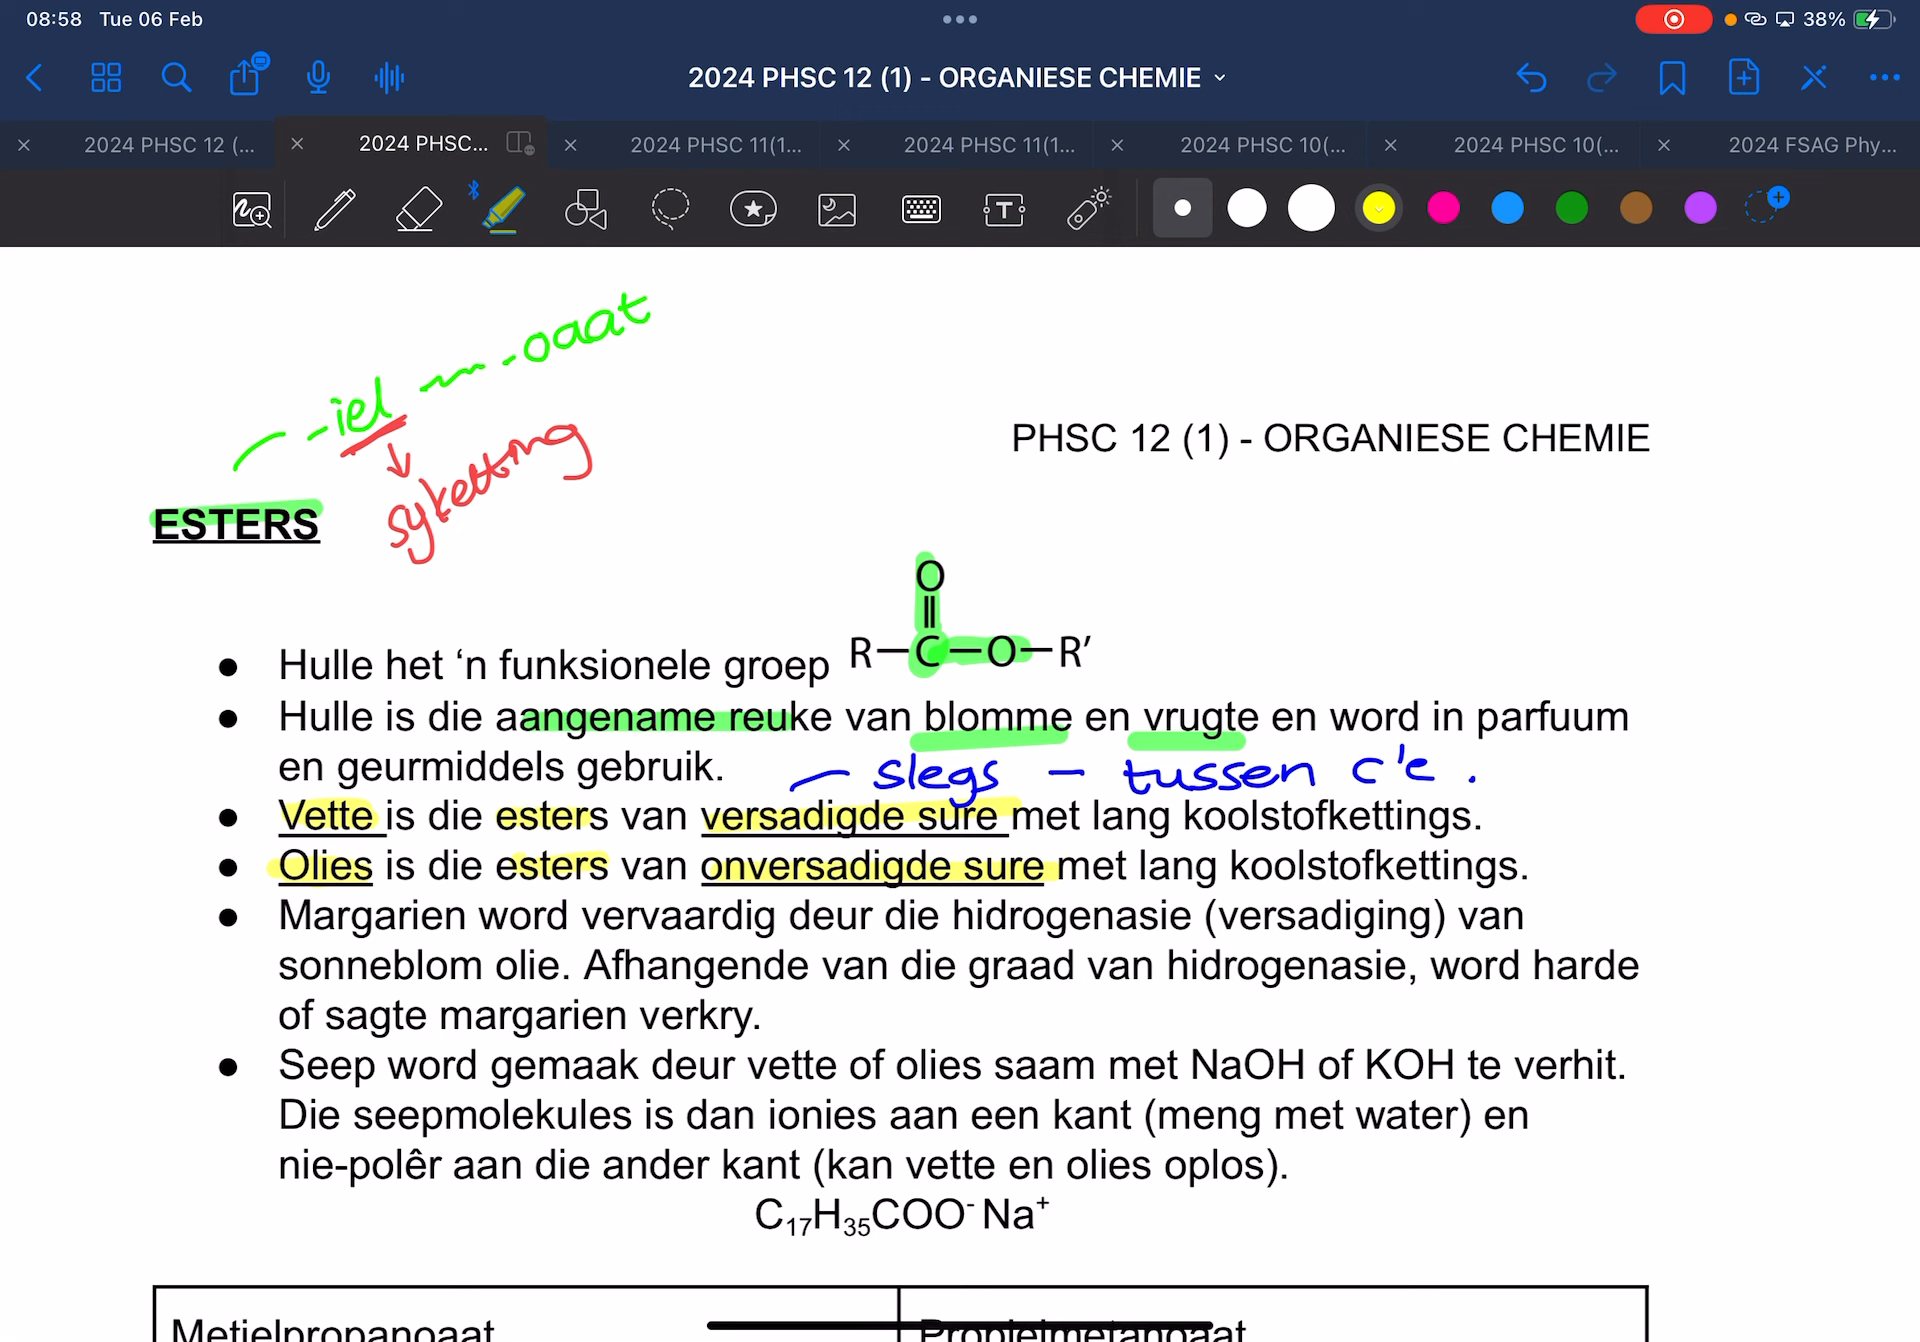 08:58 Tue 06 Feb
38%
2024 PHSC 12 (1) - ORGANIESE CHEMIE
2024 PHSC 12 (...
2024 PHSC...
2024 PHSC 11(1...
2024 PHSC 11(1...
2024 PHSC 10(...
2024 PHSC 10(...
2024 FSAG Phy...
-iel -oaat
sykettng
PHSC 12 (1) - ORGANIESE CHEMIE
ESTERS
O
R–C–O–R′
● Hulle het ‘n funksionele groep
● Hulle is die aangename reuke van blomme en vrugte en word in parfuum
en geurmiddels gebruik.
– slegs – tussen c'e .
● Vette is die esters van versadigde sure met lang koolstofkettings.
● Olies is die esters van onversadigde sure met lang koolstofkettings.
● Margarien word vervaardig deur die hidrogenasie (versadiging) van
sonneblom olie. Afhangende van die graad van hidrogenasie, word harde
of sagte margarien verkry.
● Seep word gemaak deur vette of olies saam met NaOH of KOH te verhit.
Die seepmolekules is dan ionies aan een kant (meng met water) en
nie-polêr aan die ander kant (kan vette en olies oplos).
C₁₇H₃₅COO⁻ Na⁺
Metielpropanoaat
Propielmetanoaat